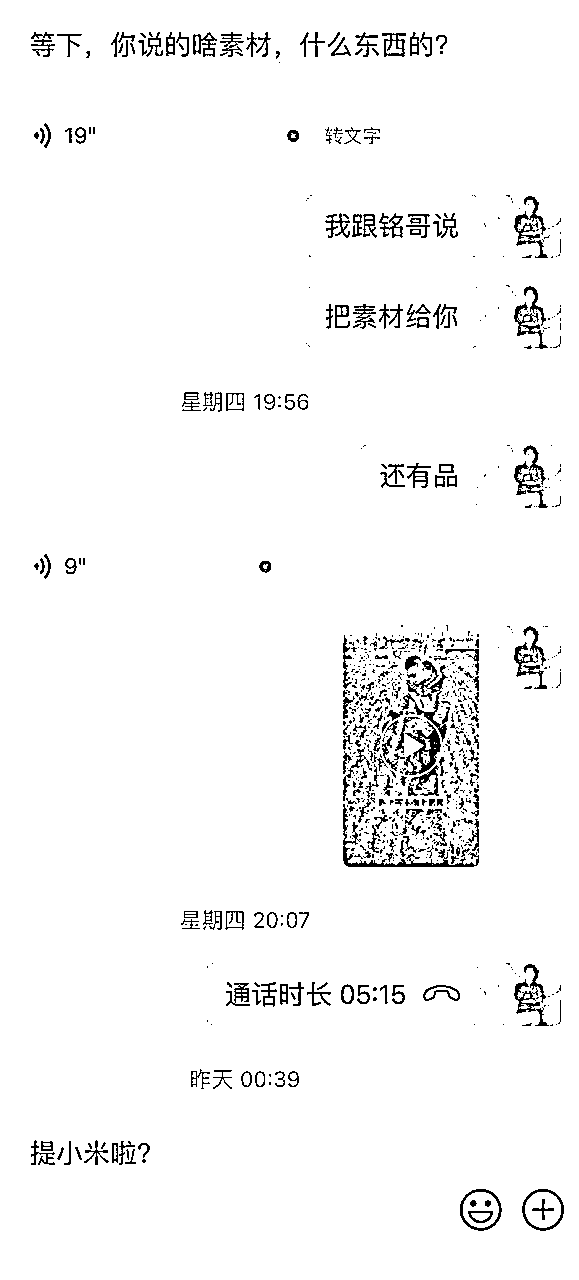 等下，你说的啥素材，什么东西的?
19"
转文字
我跟铭哥说
把素材给你
星期四 19:56
还有品
9"
星期四 20:07
通话时长 05:15
昨天 00:39
提小米啦?